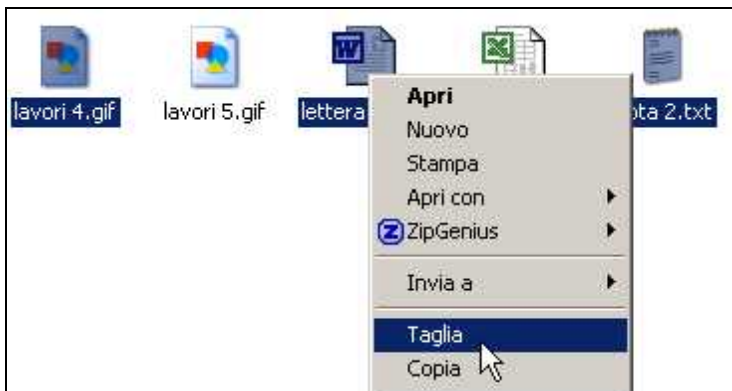 lavori 4.gif lavori 5.gif lettera ota 2.txt
Apri
Nuovo
Stampa
Apri con
ZipGenius
Invia a
Taglia
Copia